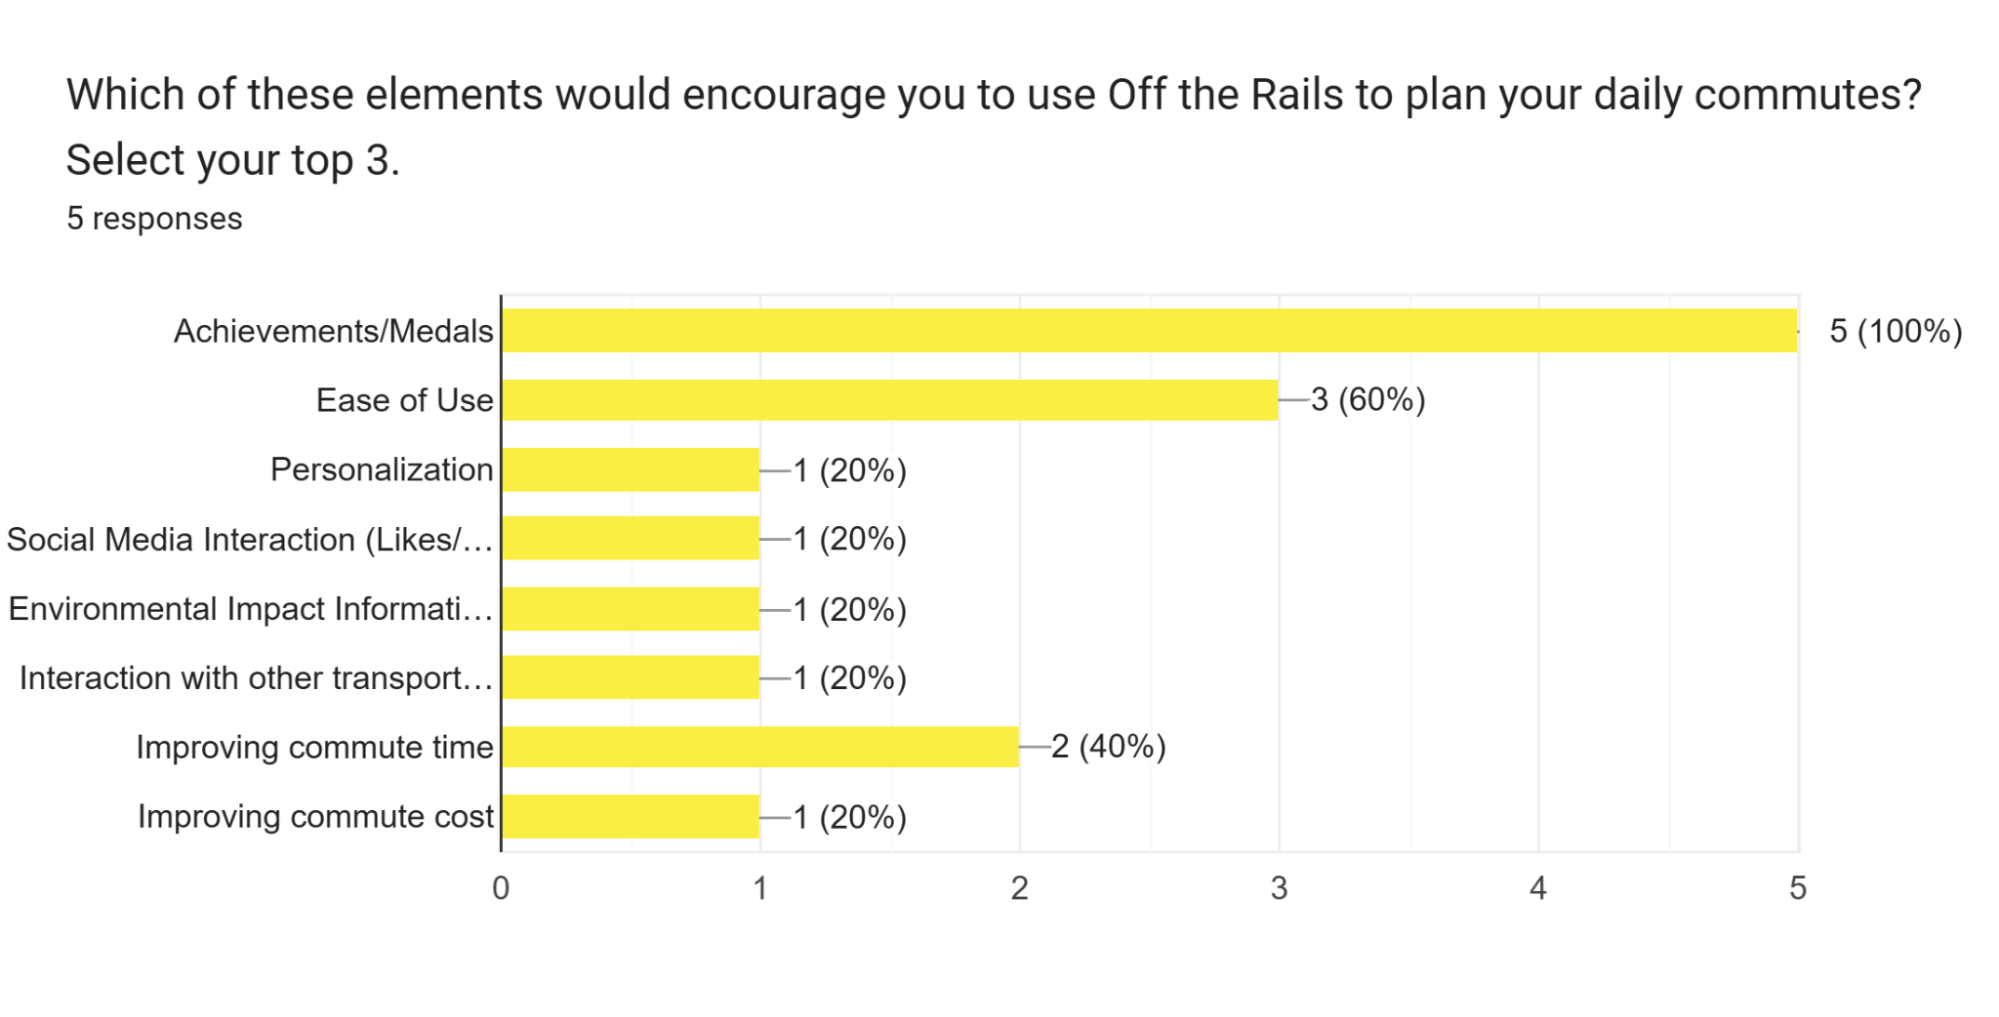 Which of these elements would encourage you to use Off the Rails to plan your daily commutes?
Select your top 3.
5 responses
Achievements/Medals 5 (100%)
Ease of Use 3 (60%)
Personalization 1 (20%)
Social Media Interaction (Likes/… 1 (20%)
Environmental Impact Informati… 1 (20%)
Interaction with other transport… 1 (20%)
Improving commute time 2 (40%)
Improving commute cost 1 (20%)
0 1 2 3 4 5